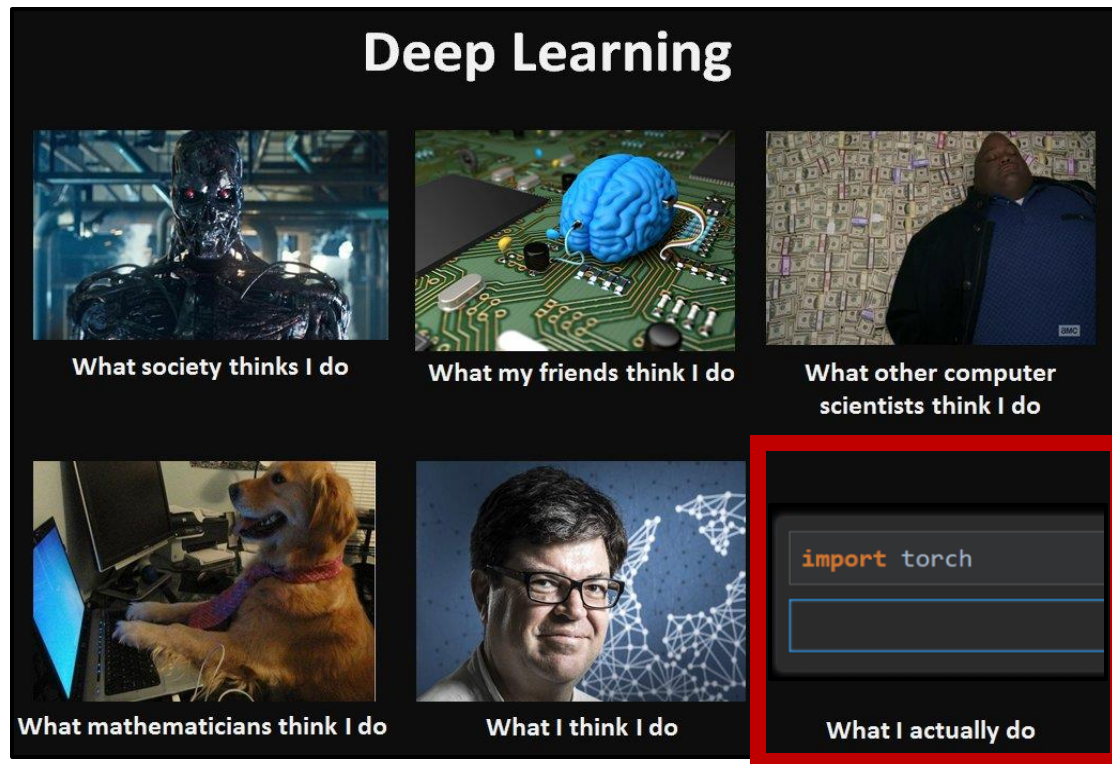 Deep Learning
What society thinks I do
What my friends think I do
amc
What other computer
scientists think I do
What mathematicians think I do
What I think I do
import torch
What I actually do